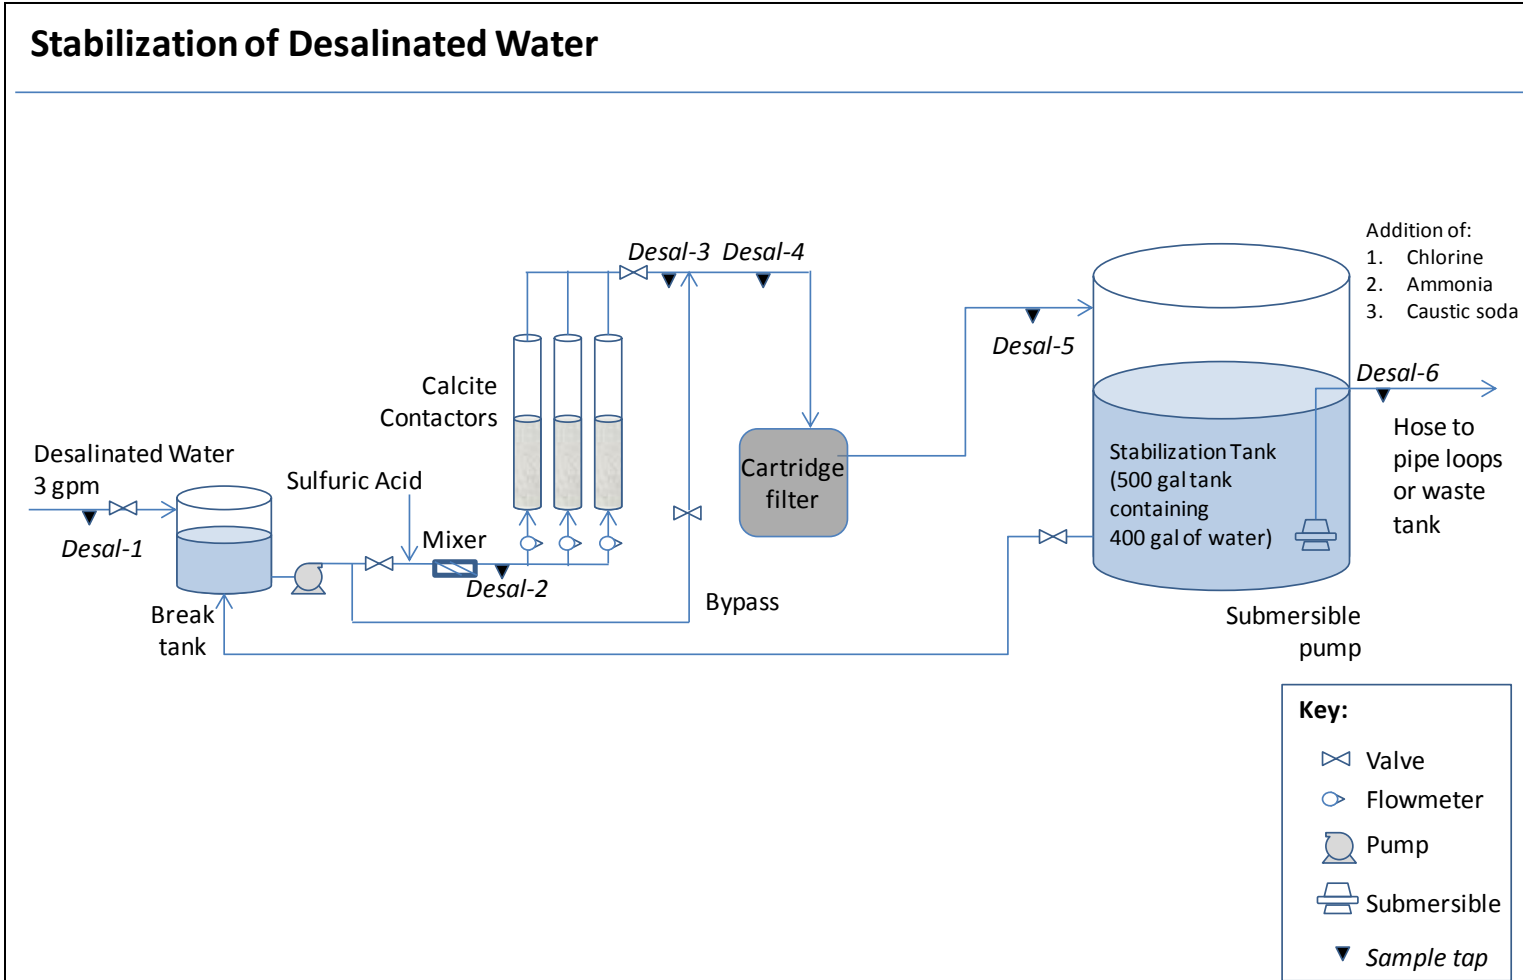 Stabilization of Desalinated Water
Desal-3
Desal-4
Addition of:
1. Chlorine
2. Ammonia
3. Caustic soda
Desal-5
Desal-6
Calcite
Contactors
Hose to
pipe loops
or waste
tank
Desalinated Water
3 gpm
Sulfuric Acid
Cartridge
filter
Stabilization Tank
(500 gal tank
containing
400 gal of water)
Desal-1
Mixer
Desal-2
Break
tank
Bypass
Submersible
pump
Key:
Valve
Flowmeter
Pump
Submersible
Sample tap